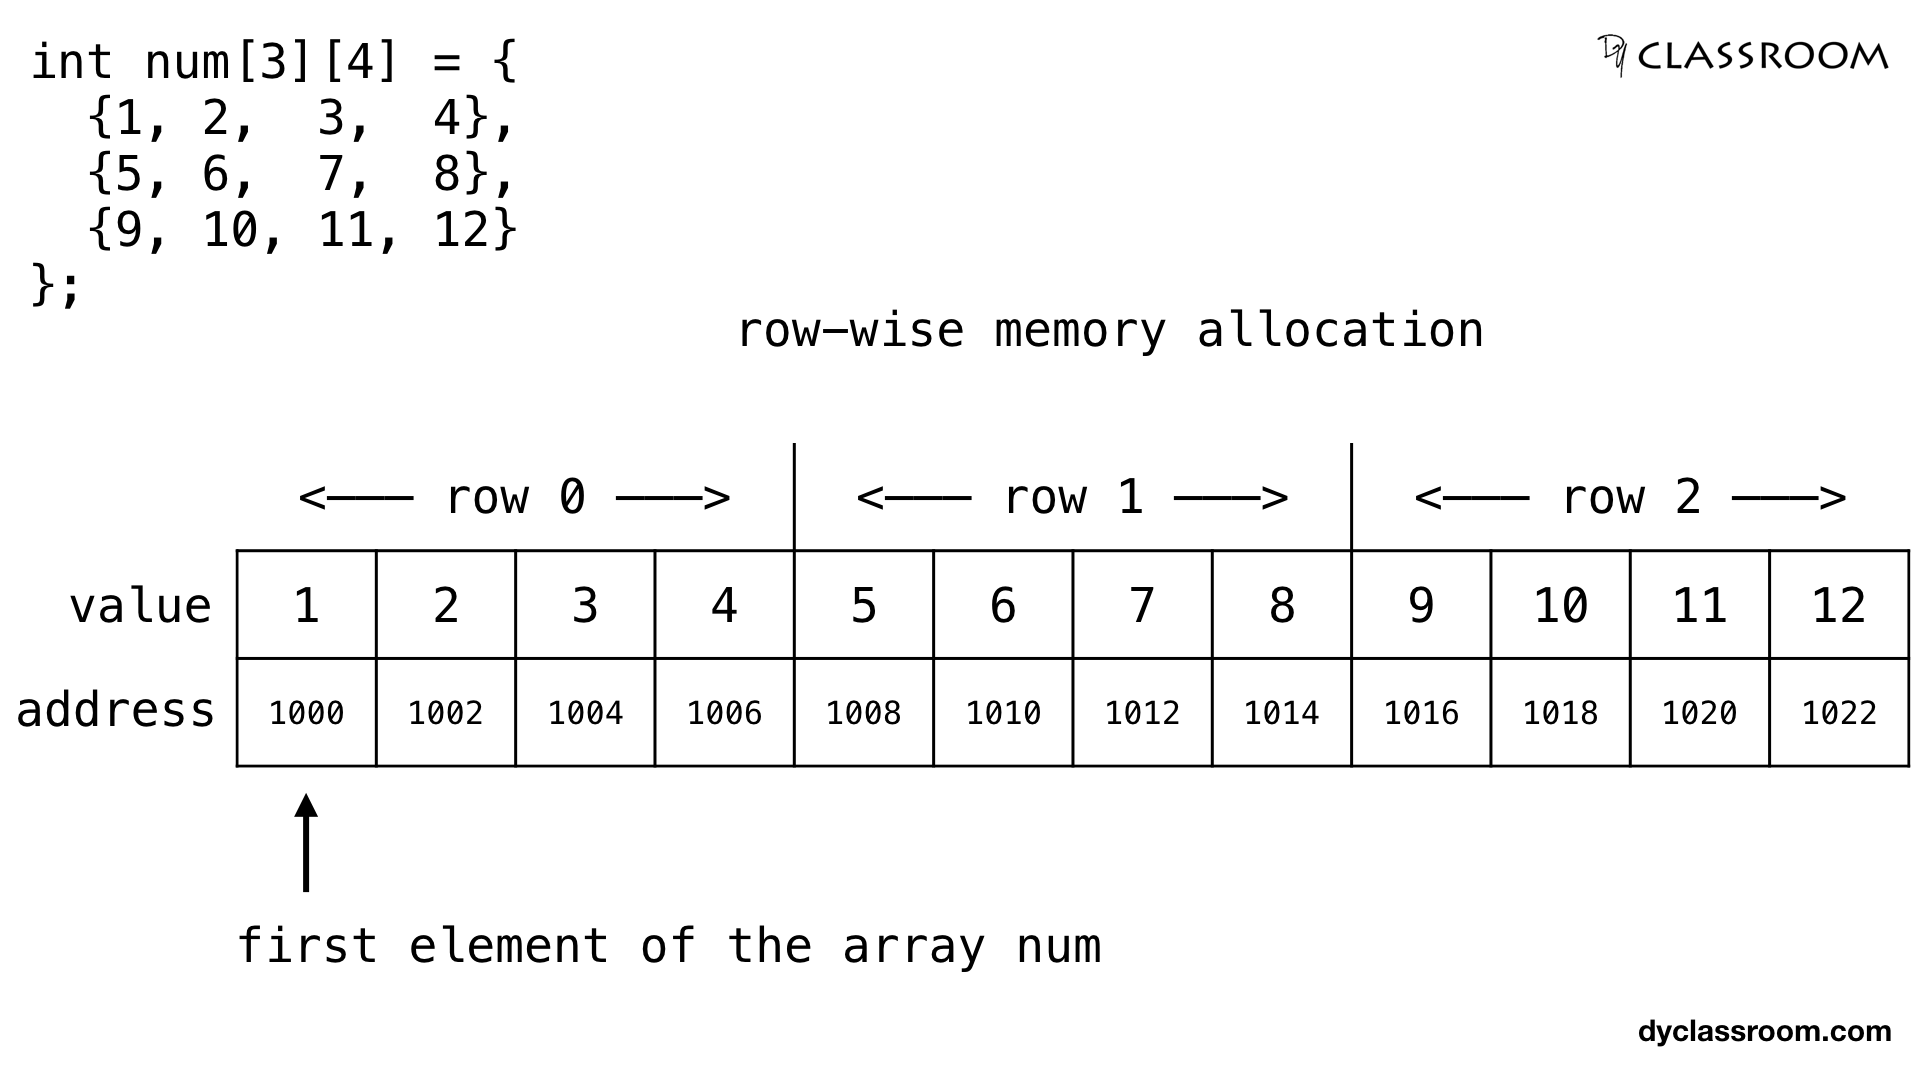 int num[3][4] = {
{1, 2, 3, 4},
{5, 6, 7, 8},
{9, 10, 11, 12}
};
DY CLASSROOM
row-wise memory allocation
<--- row 0 ---> <--- row 1 ---> <--- row 2 --->
value 1 2 3 4 5 6 7 8 9 10 11 12
address 1000 1002 1004 1006 1008 1010 1012 1014 1016 1018 1020 1022
first element of the array num
dyclassroom.com